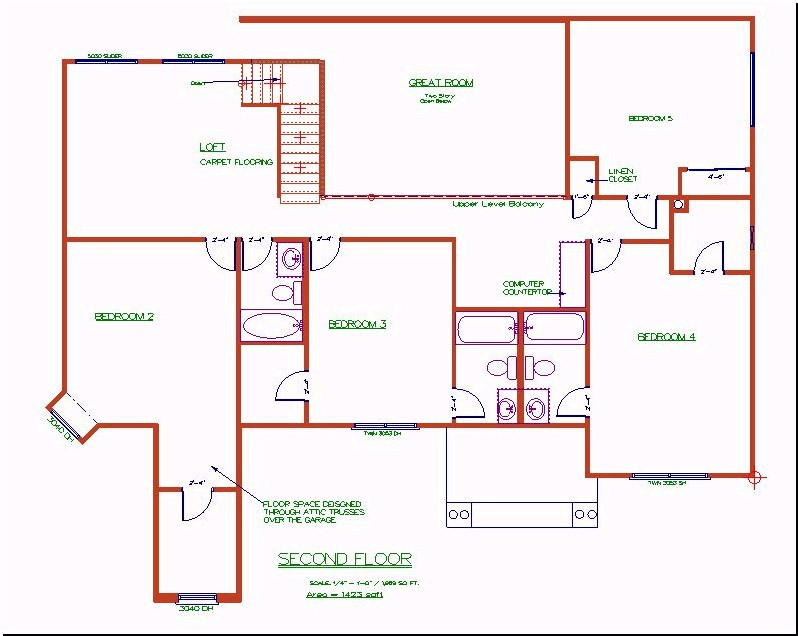 5030 SLIDER
5030 SLIDER
GREAT ROOM
Two Story
Open Below
BEDROOM 5
LOFT
CARPET FLOORING
LINEN
CLOSET
4'-6"
1'-6"
2'-4"
Upper Level Balcony
2'-4"
2'-4"
2'-4"
2'-4"
2'-4"
COMPUTER
COUNTERTOP
BEDROOM 2
BEDROOM 3
BEDROOM 4
2'-4"
2'-4"
2'-4"
3040 DH
TWIN 3053 DH
2'-4"
TWIN 3053 SH
FLOOR SPACE DEISGNED
THROUGH ATTIC TRUSSES
OVER THE GARAGE
SECOND FLOOR
SCALE: 1/4" = 1'-0" /
SQ FT.
Area = 1423 sqft
3040 DH